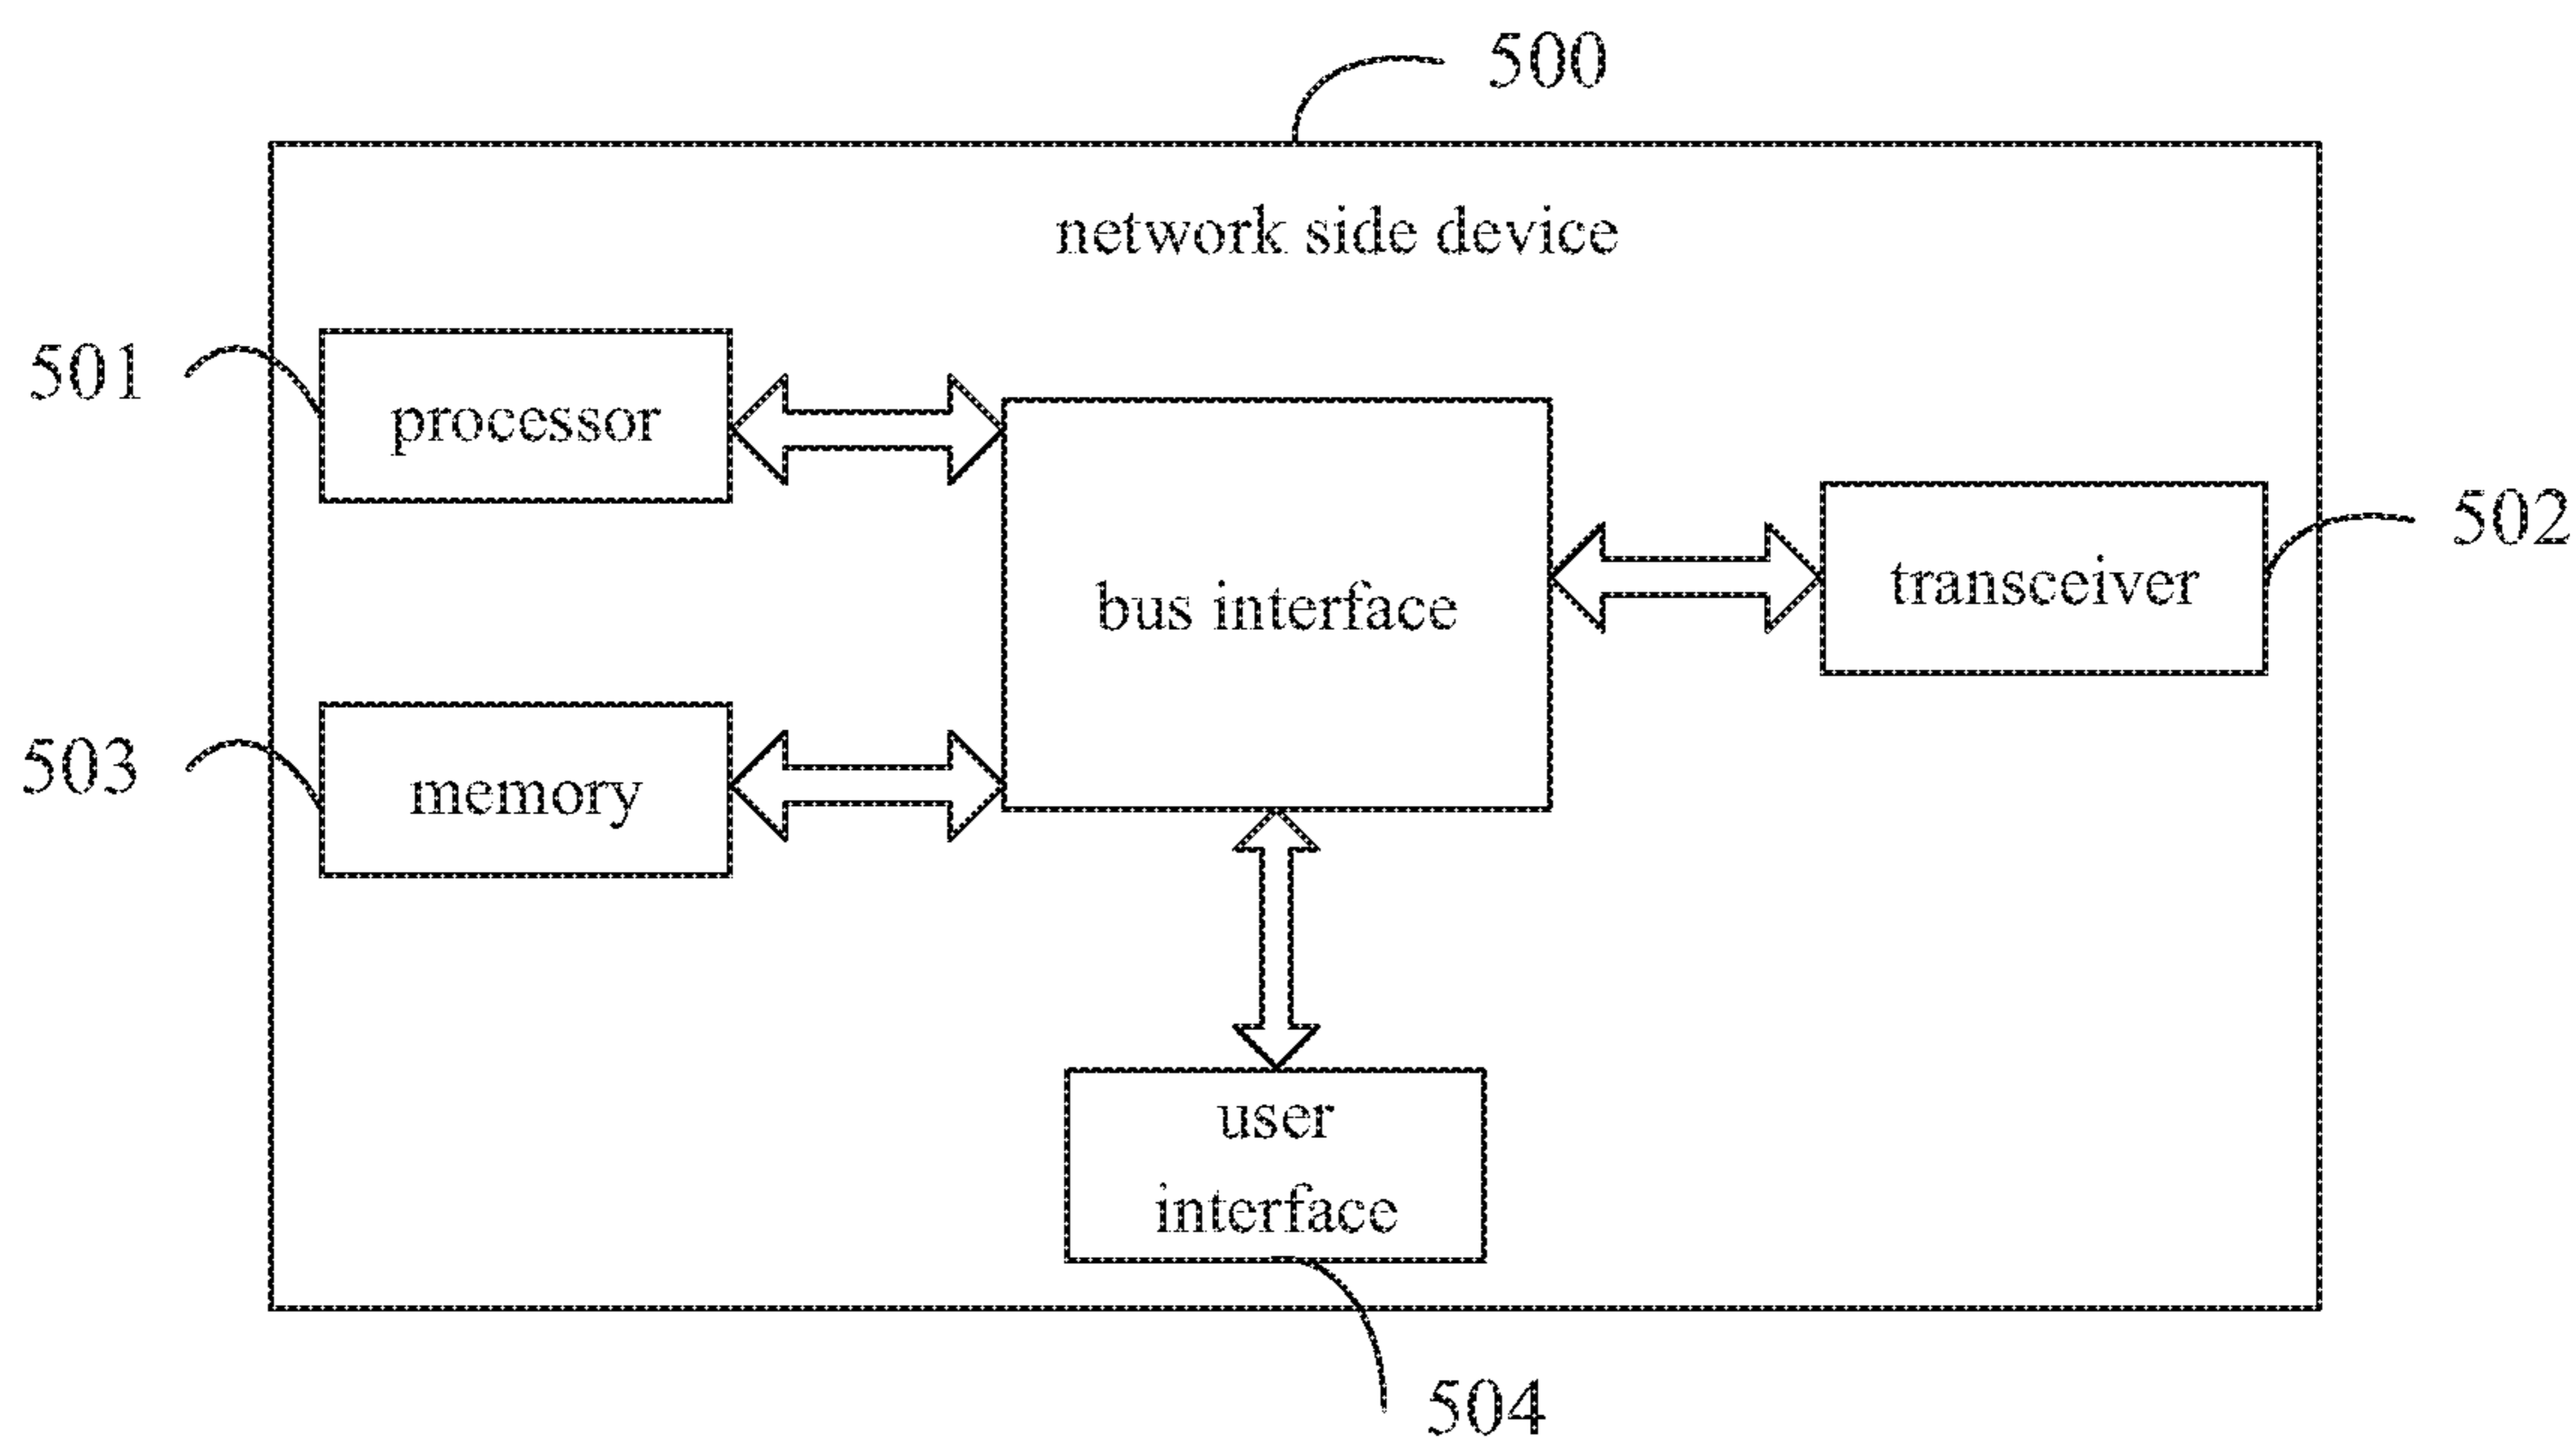 500
network side device
501
processor
bus interface
502
transceiver
503
memory
user
interface
504